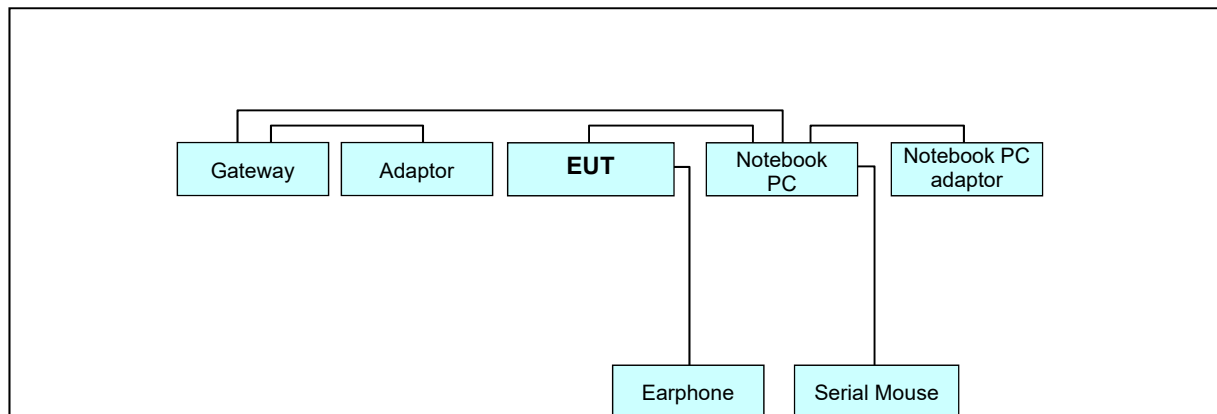 Gateway
Adaptor
EUT
Notebook
PC
Notebook PC
adaptor
Earphone
Serial Mouse